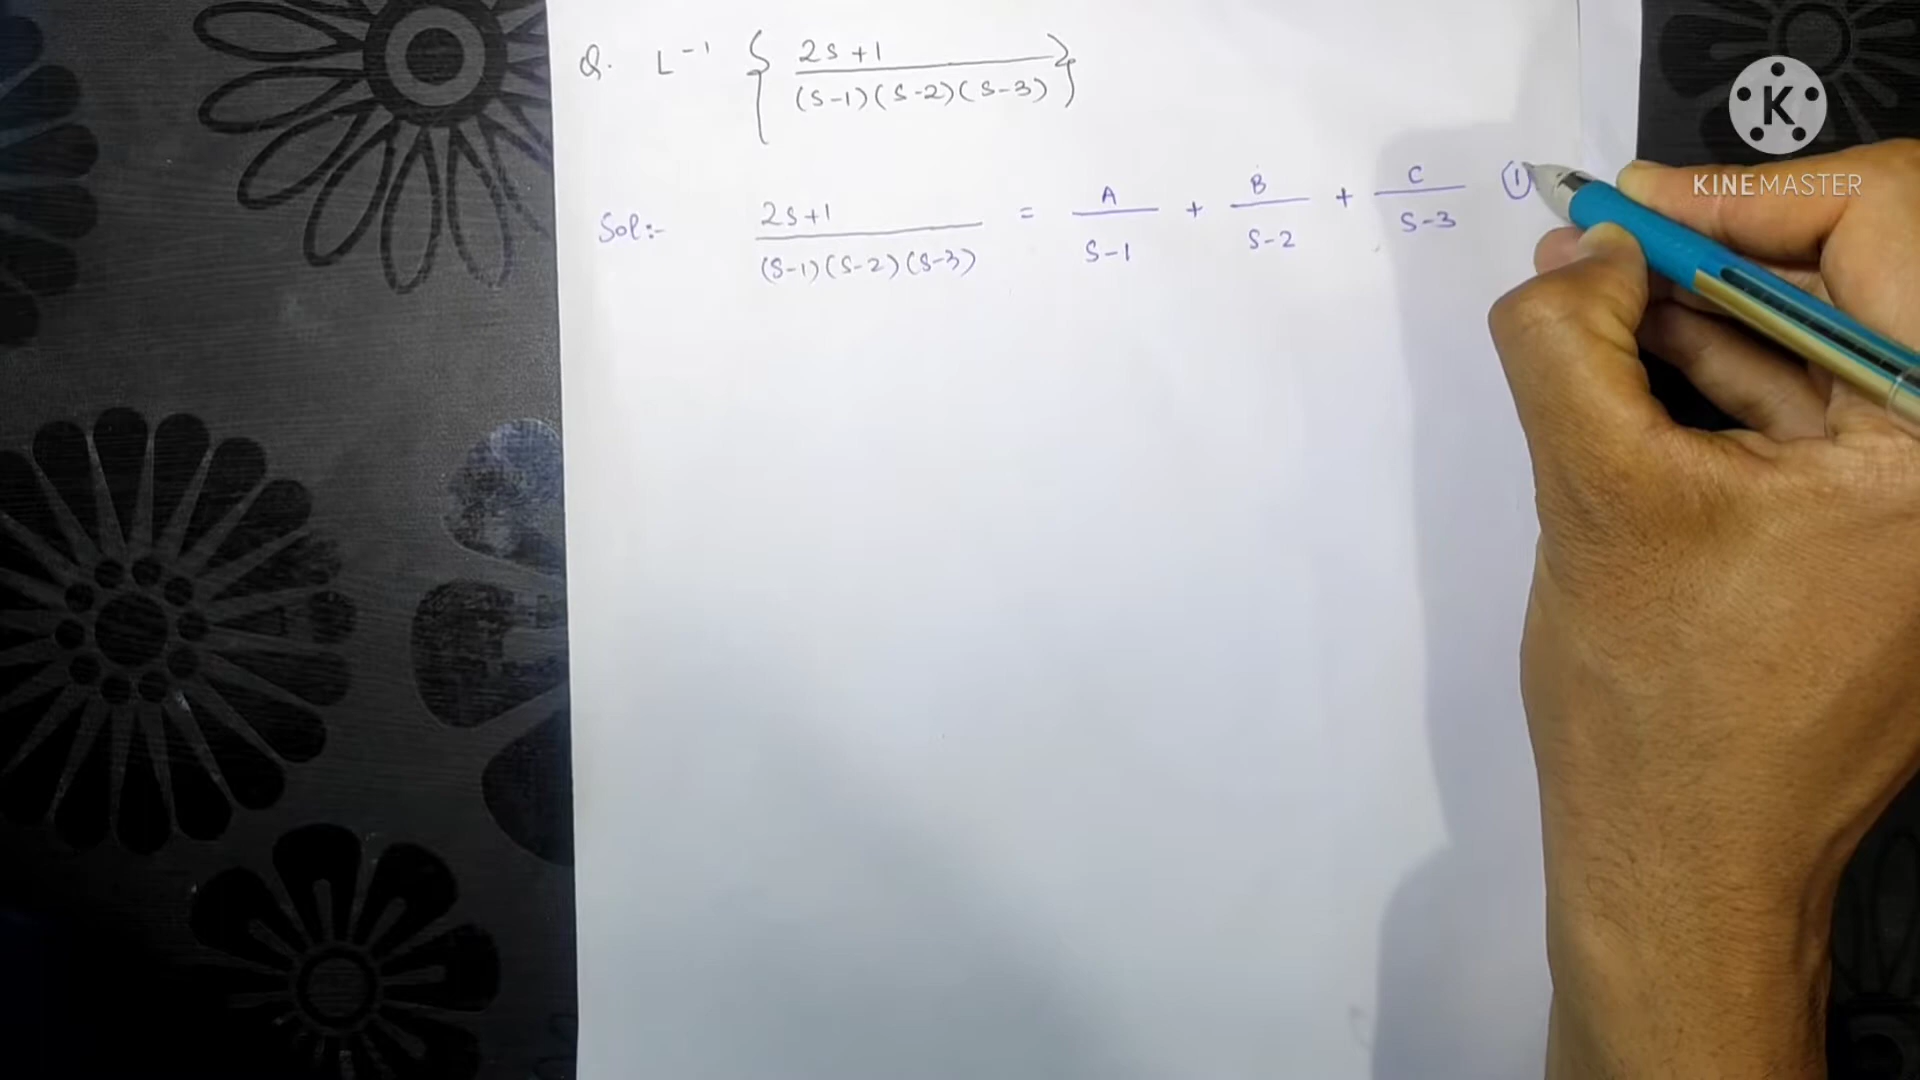 Q. L⁻¹ { 2s+1
(s-1)(s-2)(s-3) }
Sol:- 2s+1 = A + B + C ①
(s-1)(s-2)(s-3) s-1 s-2 s-3
K
KINEMASTER